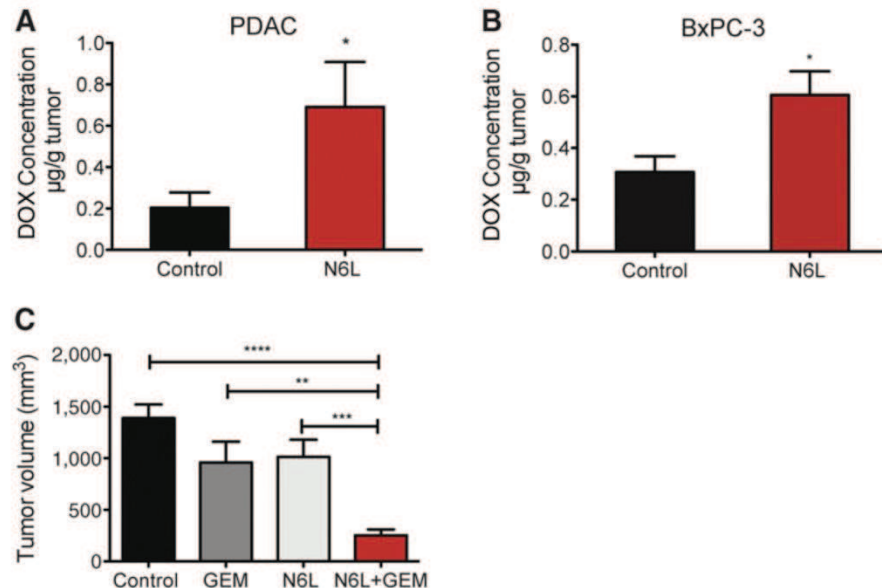 A
PDAC
DOX Concentration
µg/g tumor
1.0
0.8
0.6
0.4
0.2
0.0
*
Control N6L
B
BxPC-3
DOX Concentration
µg/g tumor
0.8
0.6
0.4
0.2
0.0
*
Control N6L
C
Tumor volume (mm³)
2,000
1,500
1,000
500
0
****
**
***
Control GEM N6L N6L+GEM